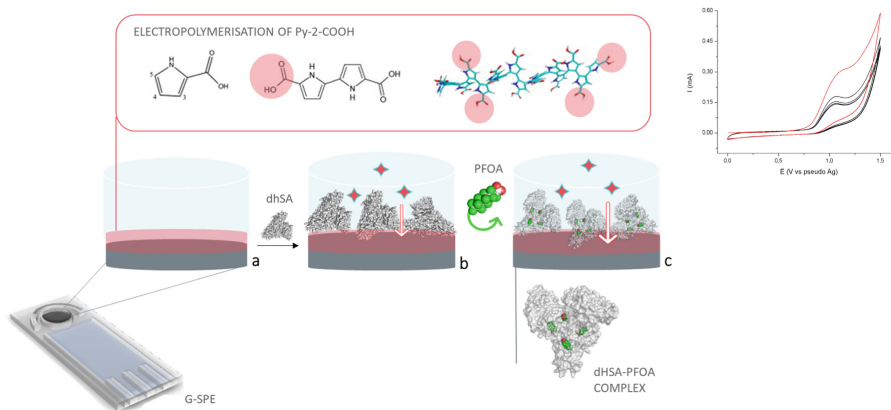 ELECTROPOLYMERISATION OF Py-2-COOH
H
N
O
OH
5
4
3
O
HO
H
N
N
H
O
OH
dhSA
PFOA
a
b
c
G-SPE
dHSA-PFOA
COMPLEX
I (mA)
0.60
0.45
0.30
0.15
0.00
0,0
0,5
1,0
1,5
E (V vs pseudo Ag)